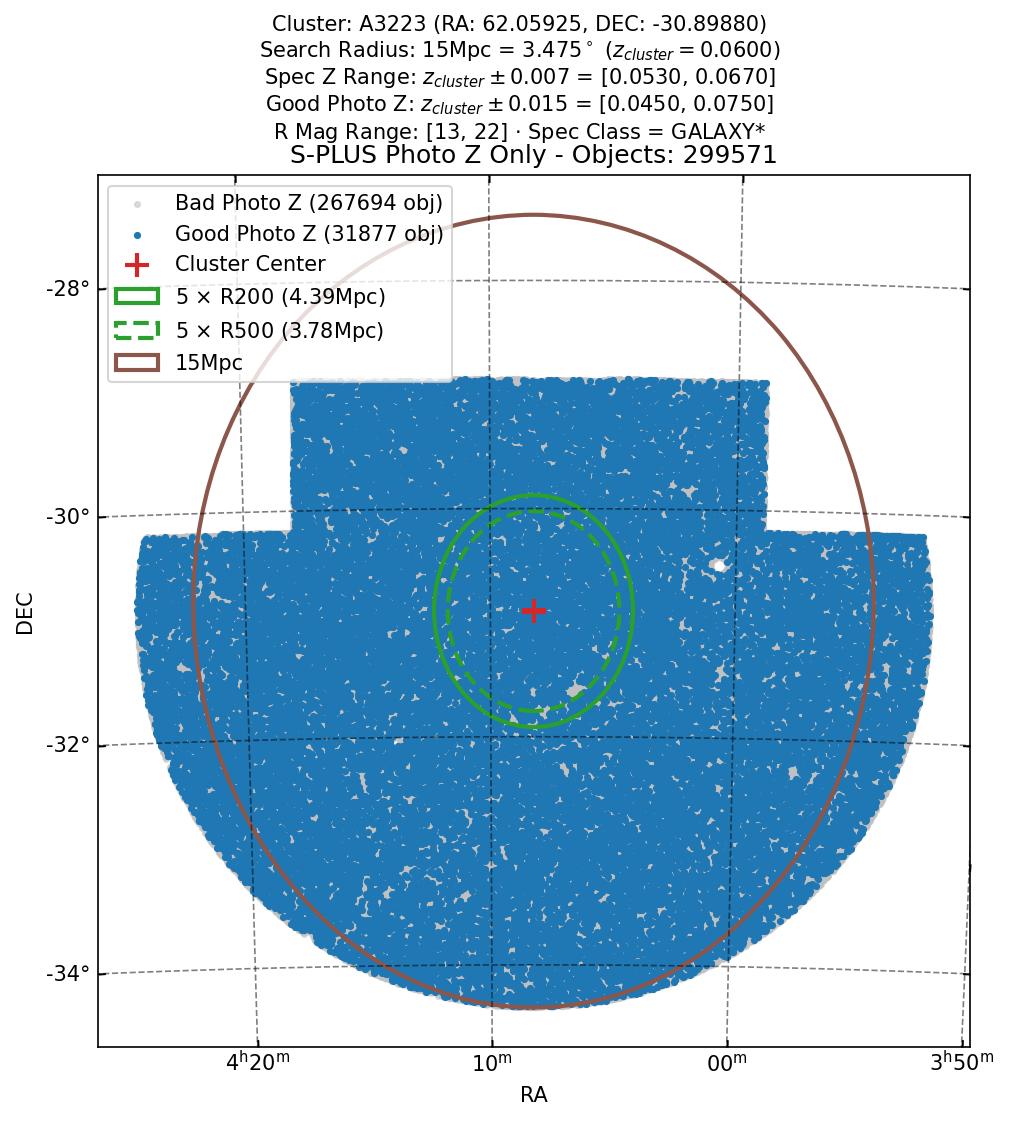 Cluster: A3223 (RA: 62.05925, DEC: -30.89880)
Search Radius: 15Mpc = 3.475° (z_cluster = 0.0600)
Spec Z Range: z_cluster ± 0.007 = [0.0530, 0.0670]
Good Photo Z: z_cluster ± 0.015 = [0.0450, 0.0750]
R Mag Range: [13, 22] · Spec Class = GALAXY*
S-PLUS Photo Z Only - Objects: 299571
Bad Photo Z (267694 obj)
Good Photo Z (31877 obj)
Cluster Center
5 × R200 (4.39Mpc)
5 × R500 (3.78Mpc)
15Mpc
-28°
-30°
-32°
-34°
DEC
4h20m
10m
00m
3h50m
RA